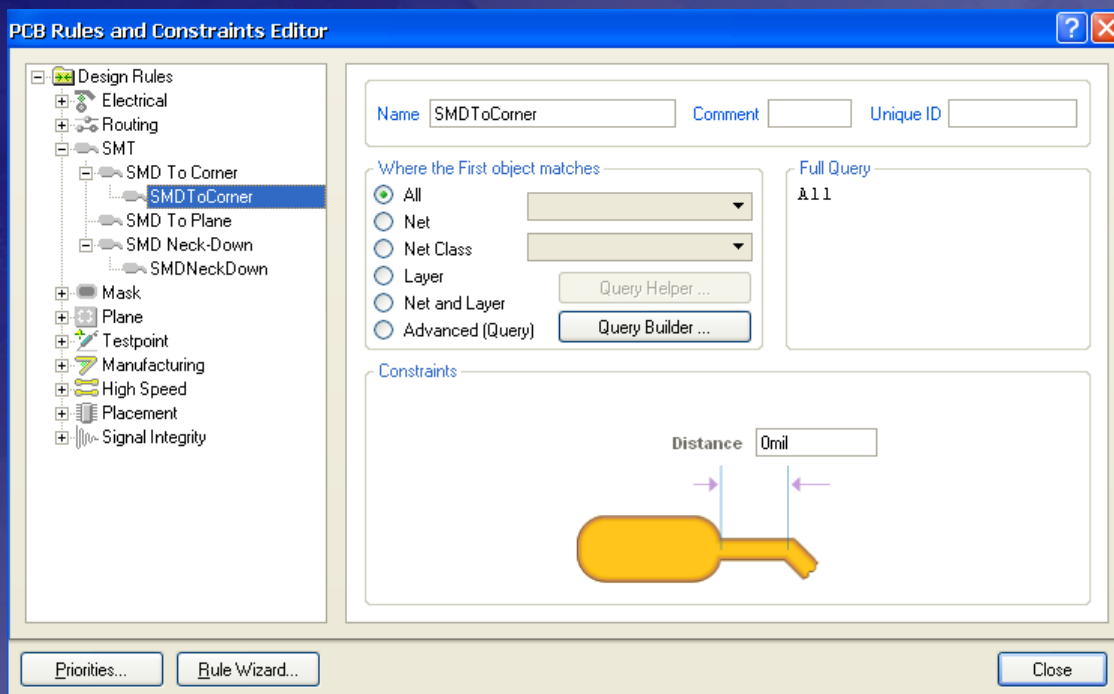 PCB Rules and Constraints Editor
Design Rules
Electrical
Routing
SMT
SMD To Corner
SMDToCorner
SMD To Plane
SMD Neck-Down
SMDNeckDown
Mask
Plane
Testpoint
Manufacturing
High Speed
Placement
Signal Integrity
Name SMDToCorner Comment Unique ID
Where the First object matches
All
Net
Net Class
Layer
Net and Layer
Advanced (Query)
Query Helper ...
Query Builder ...
Full Query
All
Constraints
Distance 0mil
Priorities... Rule Wizard... Close